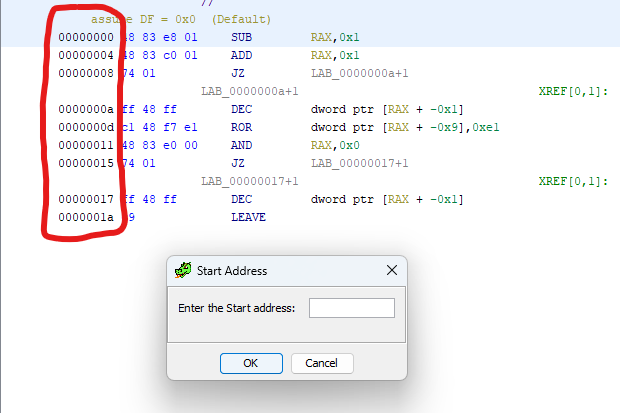 //
assume DF = 0x0 (Default)
00000000 48 83 e8 01 SUB RAX,0x1
00000004 48 83 c0 01 ADD RAX,0x1
00000008 74 01 JZ LAB_0000000a+1
LAB_0000000a+1 XREF[0,1]:
0000000a ff 48 ff DEC dword ptr [RAX + -0x1]
0000000d c1 48 f7 e1 ROR dword ptr [RAX + -0x9],0xe1
00000011 48 83 e0 00 AND RAX,0x0
00000015 74 01 JZ LAB_00000017+1
LAB_00000017+1 XREF[0,1]:
00000017 ff 48 ff DEC dword ptr [RAX + -0x1]
0000001a c9 LEAVE
Start Address
Enter the Start address:
OK Cancel